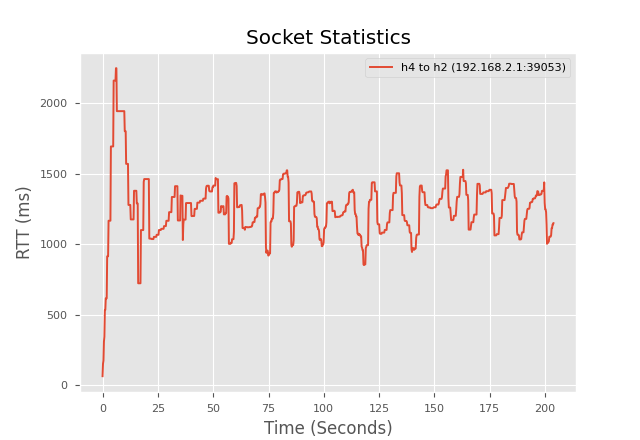 Socket Statistics
h4 to h2 (192.168.2.1:39053)
RTT (ms)
2000
1500
1000
500
0
0 25 50 75 100 125 150 175 200
Time (Seconds)